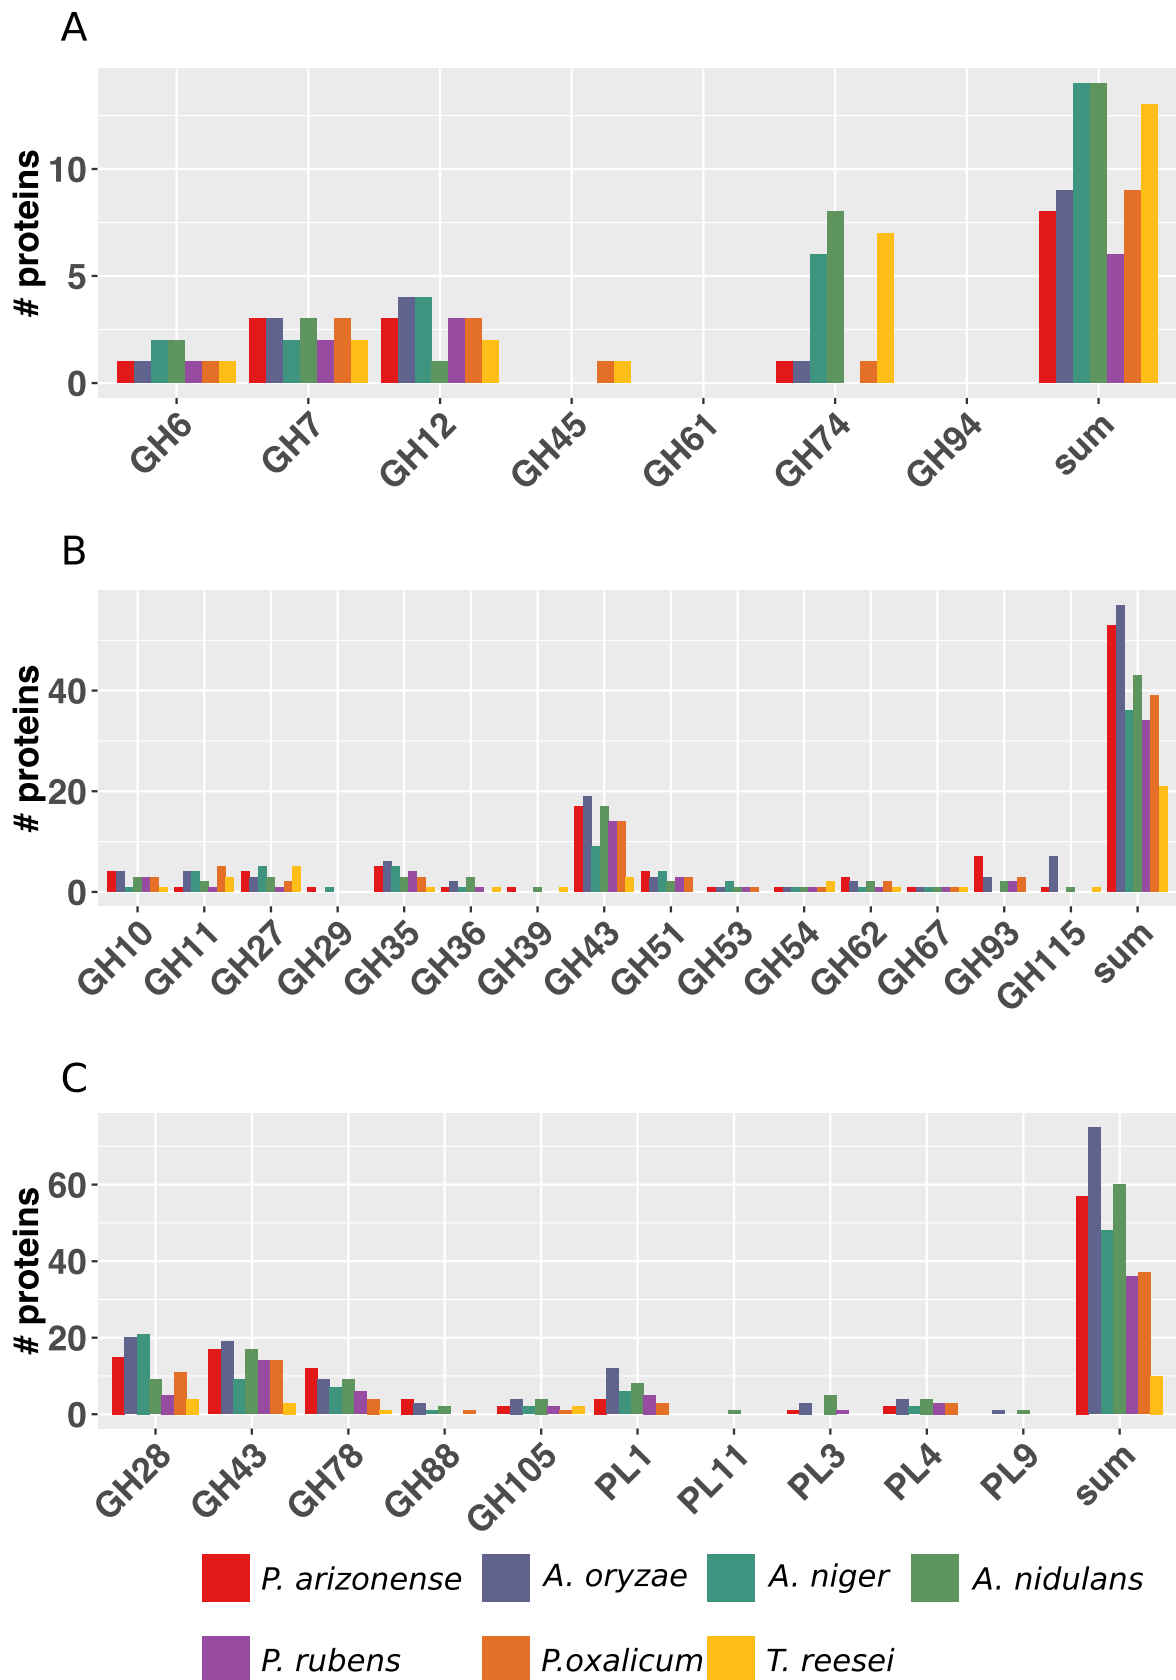 A
# proteins
10
5
0
GH6 GH7 GH12 GH45 GH61 GH74 GH94 sum
B
# proteins
40
20
0
GH10 GH11 GH27 GH29 GH35 GH36 GH39 GH43 GH51 GH53 GH54 GH62 GH67 GH93 GH115 sum
C
# proteins
60
40
20
0
GH28 GH43 GH78 GH88 GH105 PL1 PL11 PL3 PL4 PL9 sum
P. arizonense A. oryzae A. niger A. nidulans
P. rubens P.oxalicum T. reesei